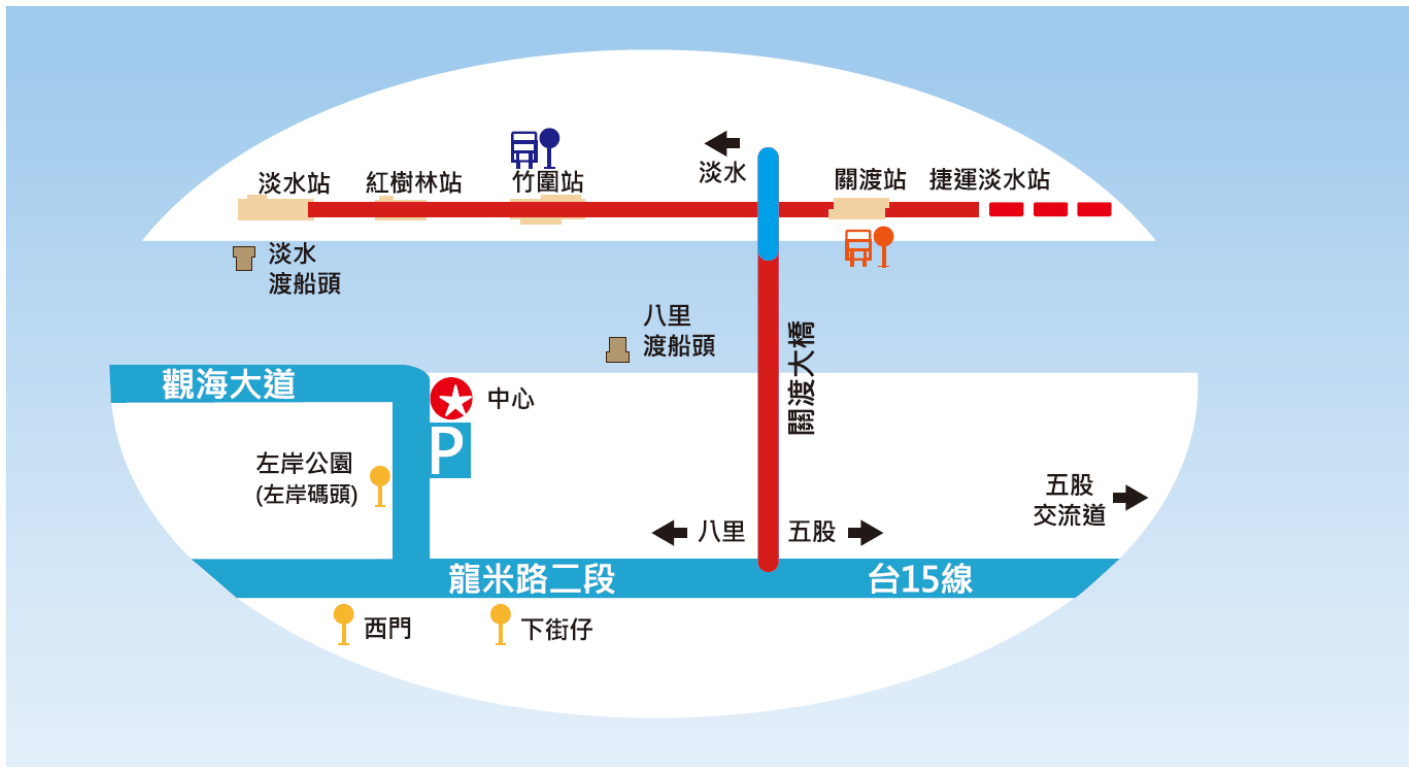 淡水
淡水站
紅樹林站
竹圍站
關渡站
捷運淡水站
淡水
渡船頭
八里
渡船頭
關渡大橋
觀海大道
中心
P
左岸公園
(左岸碼頭)
五股
交流道
八里
五股
龍米路二段
台15線
西門
下街仔